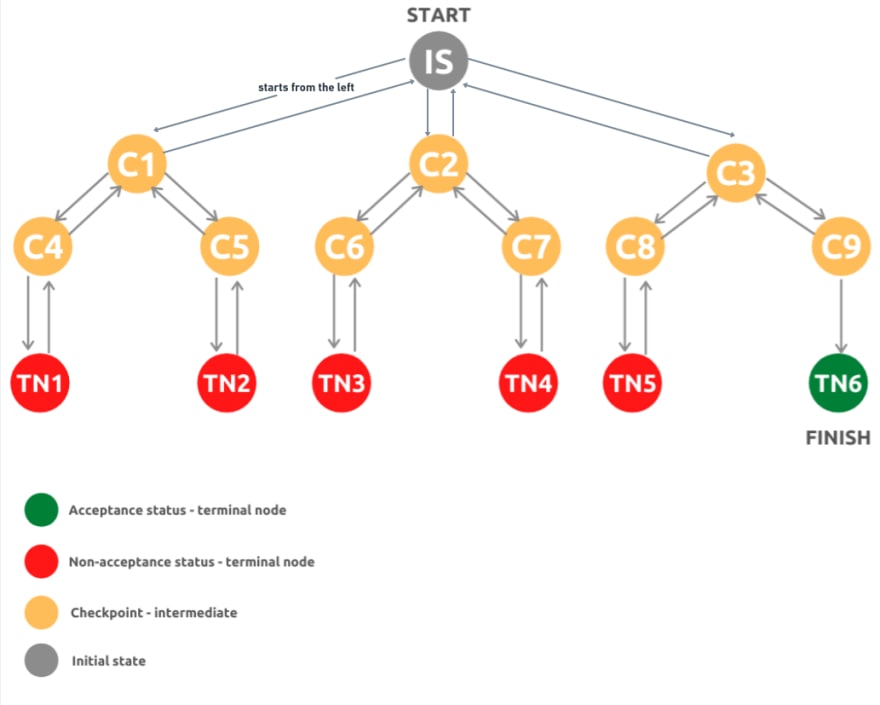 START
IS
starts from the left
C1
C2
C3
C4
C5
C6
C7
C8
C9
TN1
TN2
TN3
TN4
TN5
TN6
FINISH
Acceptance status - terminal node
Non-acceptance status - terminal node
Checkpoint - intermediate
Initial state